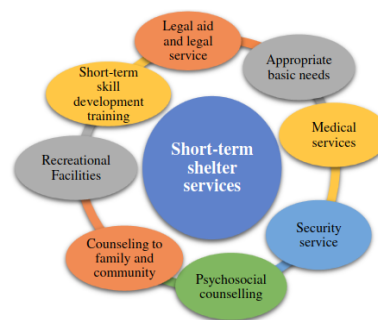 Legal aid
and legal
service
Appropriate
basic needs
Medical
services
Security
service
Psychosocial
counselling
Counseling to
family and
community
Recreational
Facilities
Short-term
skill
development
training
Short-term
shelter
services